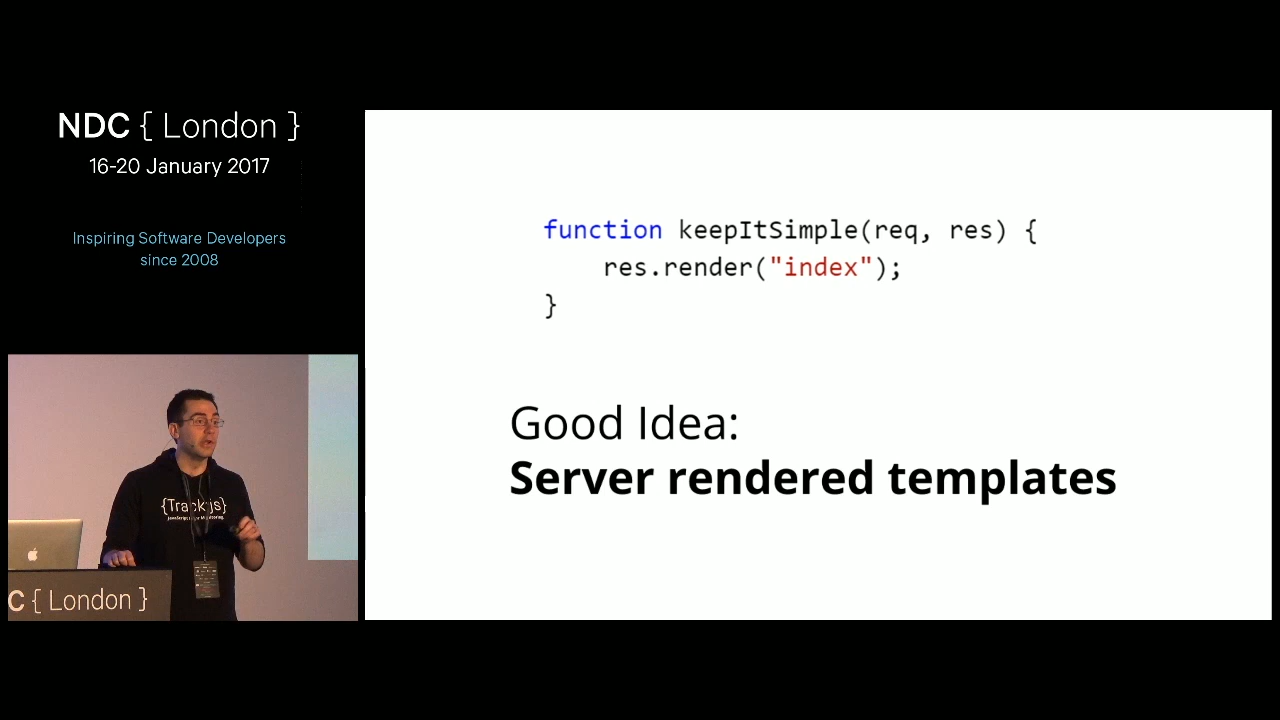 NDC { London }
16-20 January 2017
Inspiring Software Developers
since 2008
function keepItSimple(req, res) {
res.render("index");
}
Good Idea:
Server rendered templates
{Track:js}
C { London }